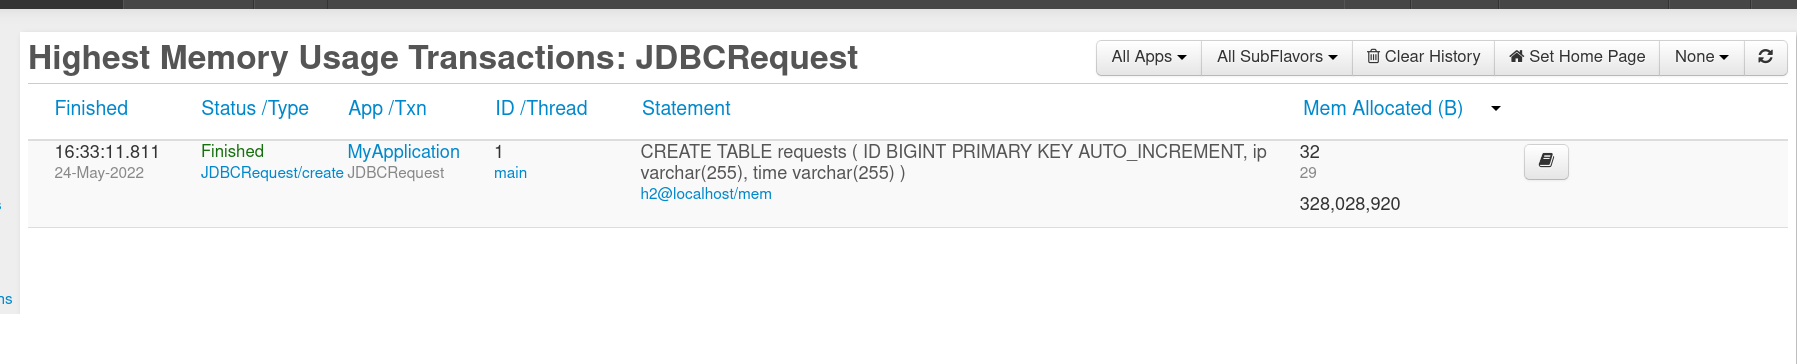 Highest Memory Usage Transactions: JDBCRequest
All Apps All SubFlavors Clear History Set Home Page None
Finished Status /Type App /Txn ID /Thread Statement Mem Allocated (B)
16:33:11.811 Finished MyApplication 1 CREATE TABLE requests ( ID BIGINT PRIMARY KEY AUTO_INCREMENT, ip 32
24-May-2022 JDBCRequest/create JDBCRequest main varchar(255), time varchar(255) ) 29
h2@localhost/mem
328,028,920